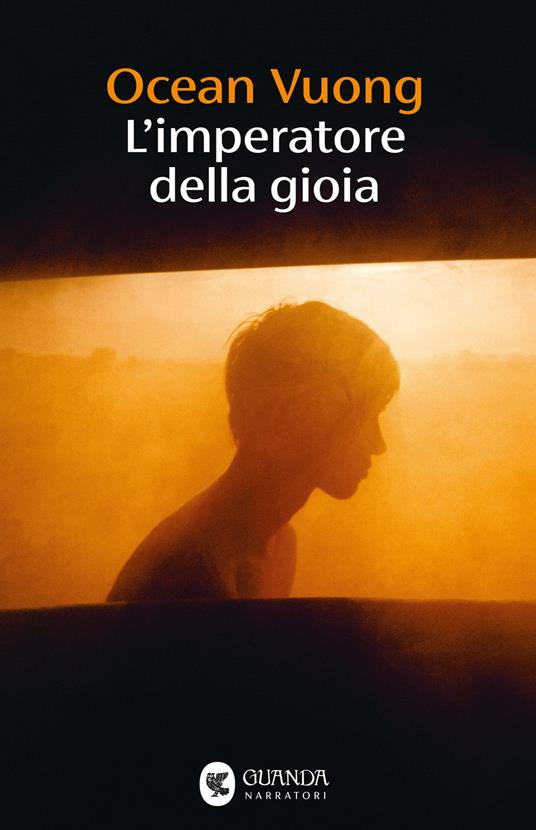 Ocean Vuong
L'imperatore
della gioia
GUANDA
NARRATORI